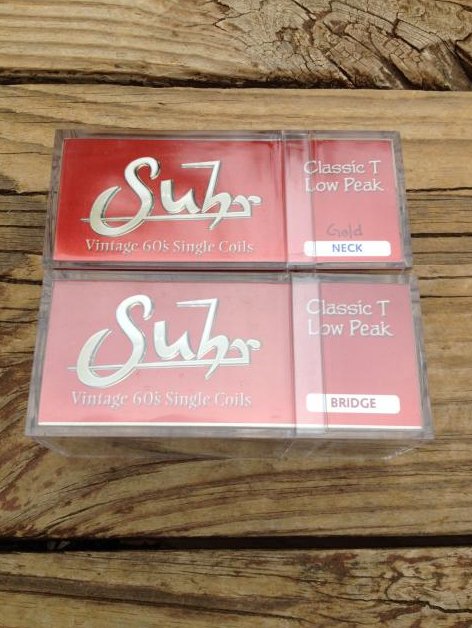 Suhr
Vintage 60's Single Coils
Classic T
Low Peak
Gold
NECK
Suhr
Vintage 60's Single Coils
Classic T
Low Peak
BRIDGE